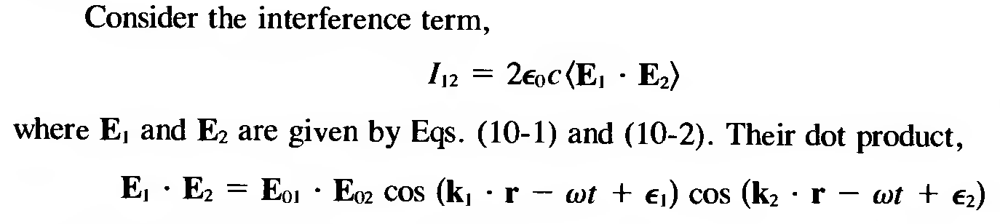 Consider the interference term,
I₁₂ = 2ϵ₀c⟨E₁ · E₂⟩
where E₁ and E₂ are given by Eqs. (10-1) and (10-2). Their dot product,
E₁ · E₂ = E₀₁ · E₀₂ cos (k₁ · r − ωt + ϵ₁) cos (k₂ · r − ωt + ϵ₂)